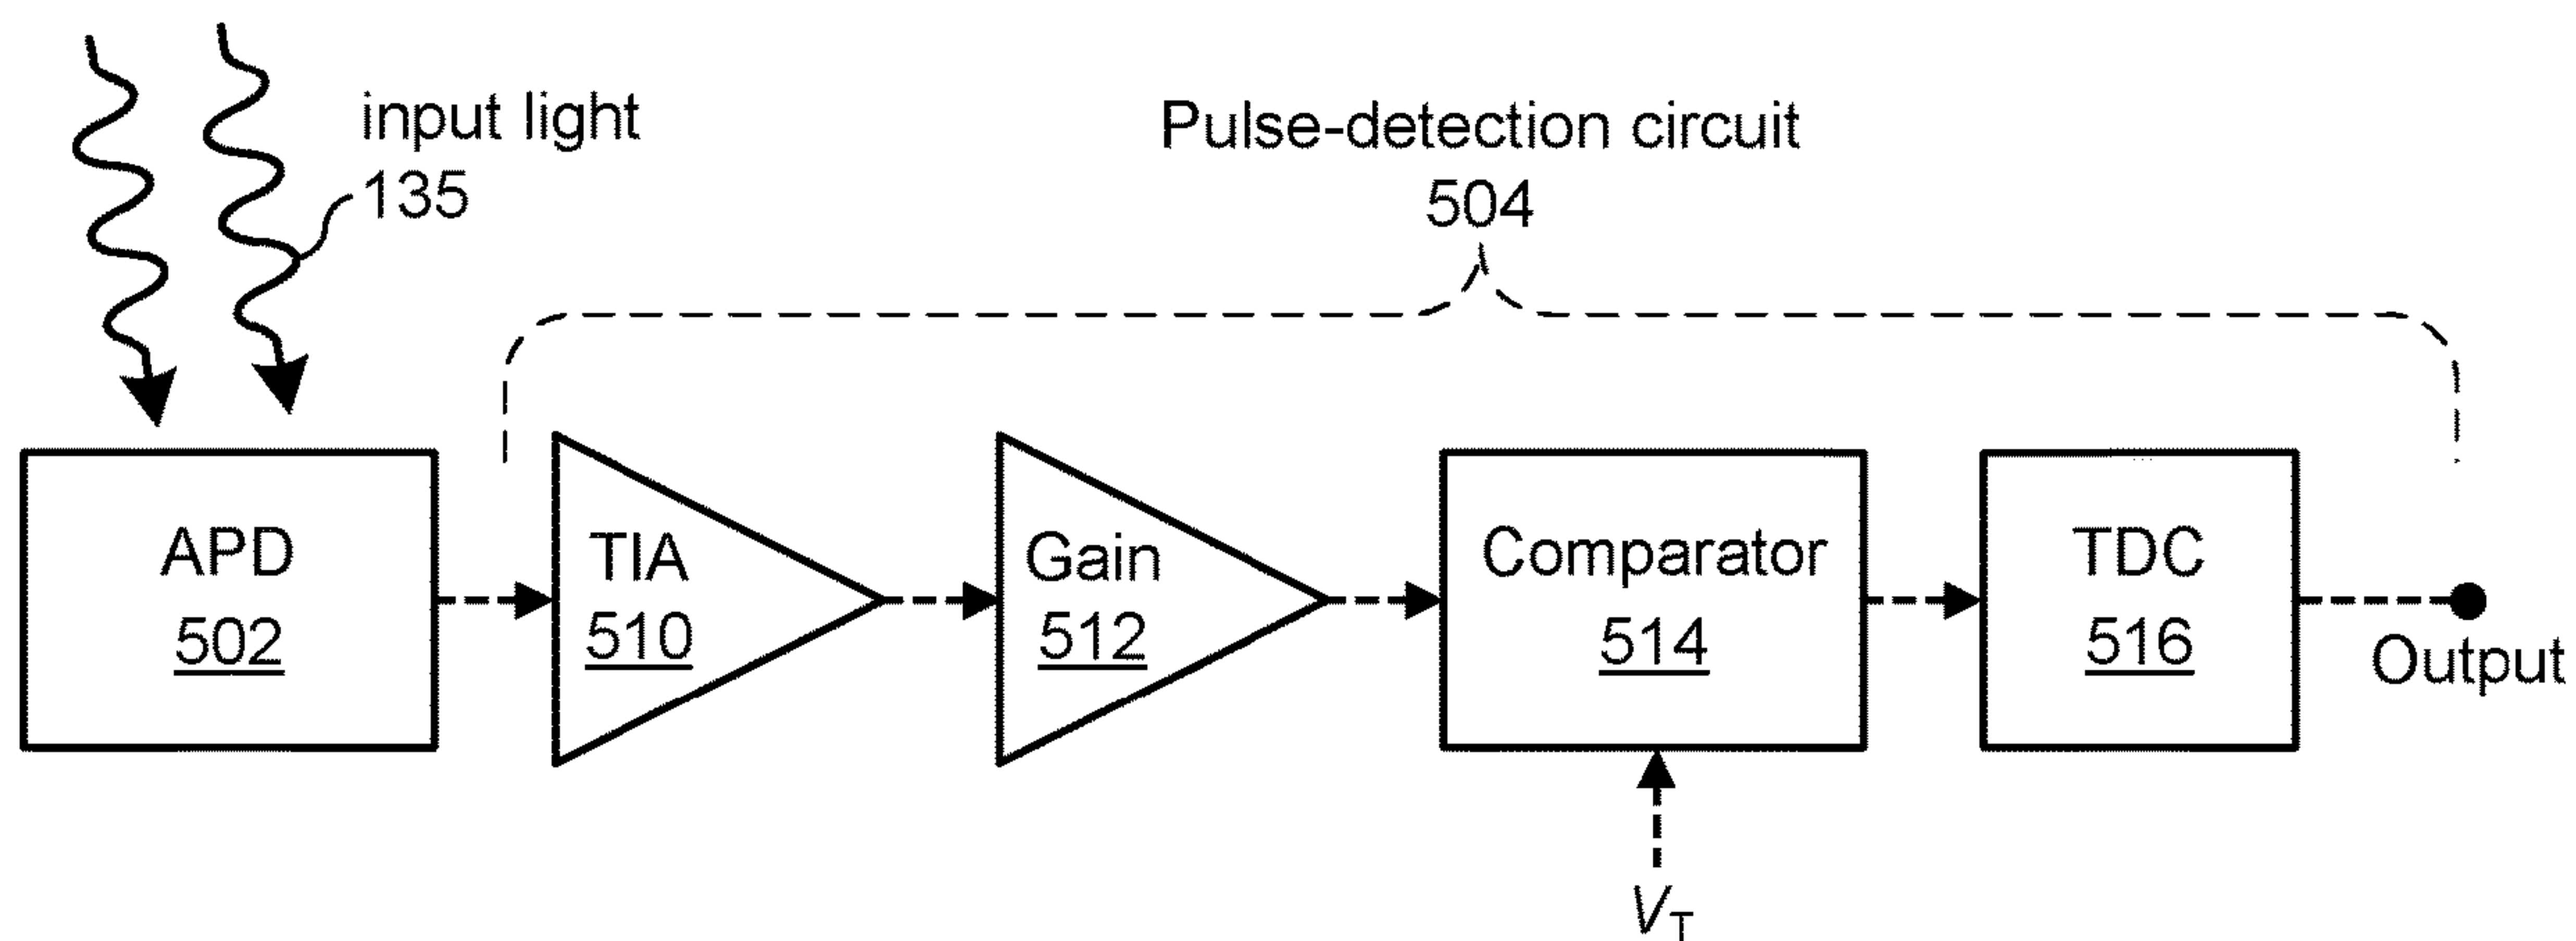 input light
135
Pulse-detection circuit
504
APD
502
TIA
510
Gain
512
Comparator
514
TDC
516
Output
VT